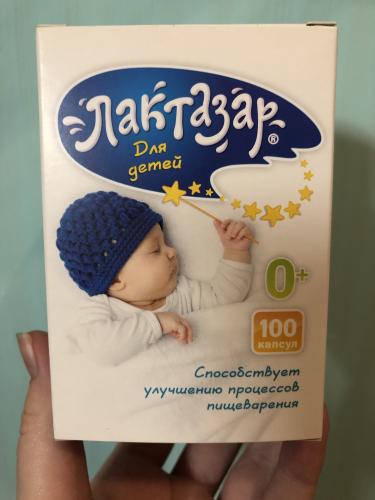 Лактазар®
Для
детей
0+
100
капсул
Способствует
улучшению процессов
пищеварения